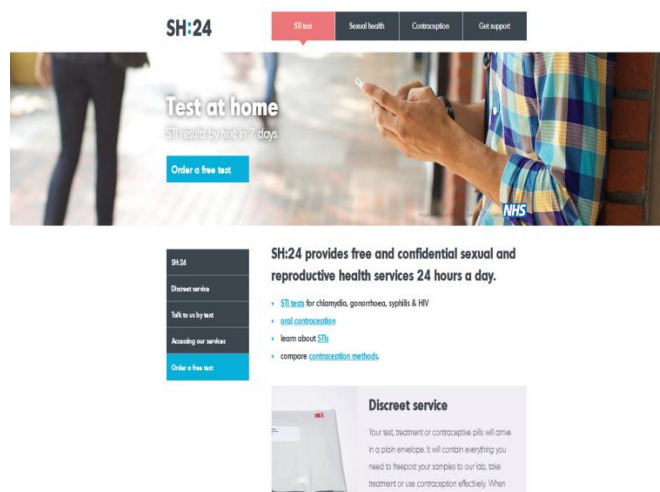 SH:24
STI test
Sexual health
Contraception
Get support
Test at home
STI results by text in 7 days
Order a free test
NHS
SH:24
Discreet service
Talk to us by text
Accessing our services
Order a free test
SH:24 provides free and confidential sexual and
reproductive health services 24 hours a day.
STI tests for chlamydia, gonorrhoea, syphilis & HIV
oral contraception
learn about STIs
compare contraception methods.
Discreet service
Your test, treatment or contraceptive pills will arrive
in a plain envelope. It will contain everything you
need to freepost your samples to our lab, take
treatment or use contraception effectively. When